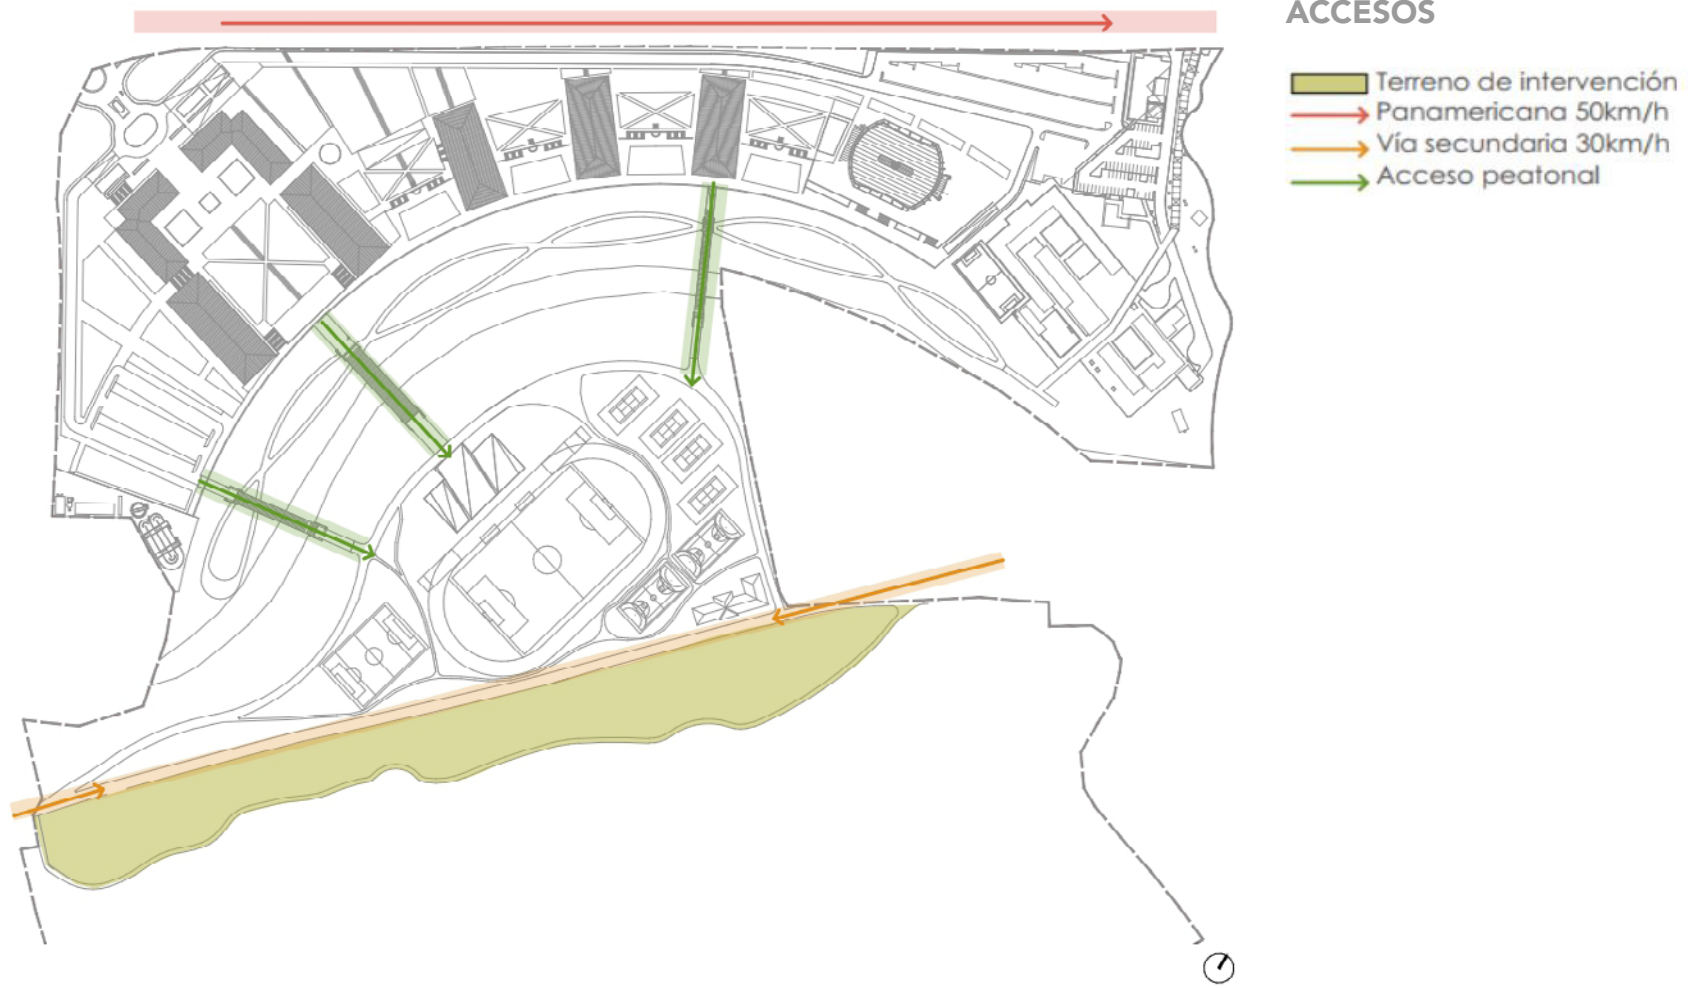 ACCESOS
Terreno de intervención
Panamericana 50km/h
Vía secundaria 30km/h
Acceso peatonal